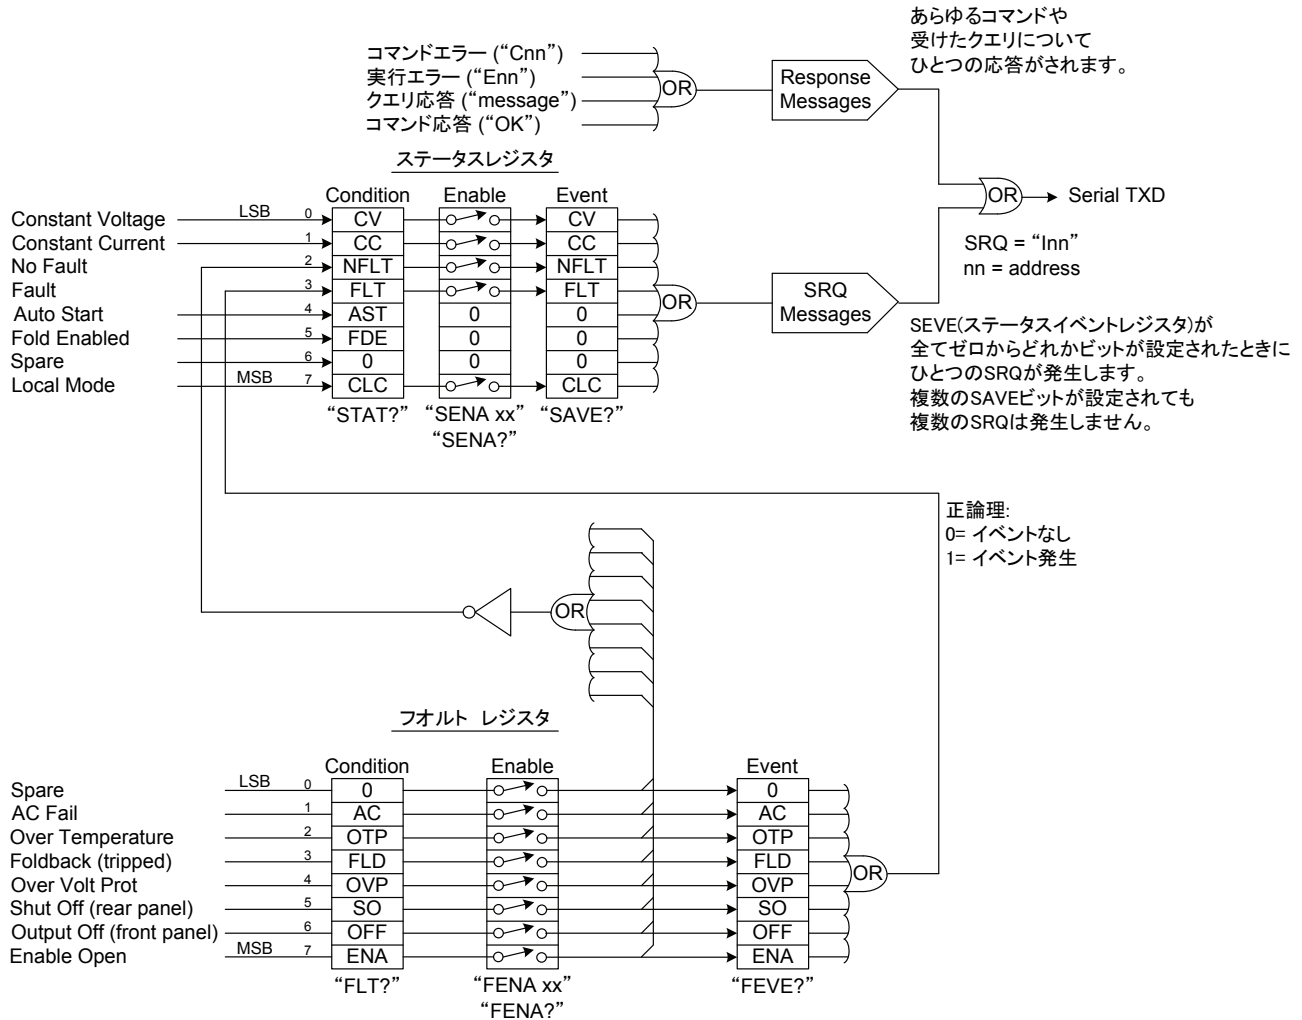 あらゆるコマンドや
受けたクエリについて
ひとつの応答がされます。
コマンドエラー (“Cnn”)
実行エラー (“Enn”)
クエリ応答 (“message”)
コマンド応答 (“OK”)
OR
Response
Messages
OR
Serial TXD
SRQ = “Inn”
nn = address
ステータスレジスタ
Condition Enable Event
Constant Voltage LSB 0 CV CV
Constant Current 1 CC CC
No Fault 2 NFLT NFLT
Fault 3 FLT FLT
Auto Start 4 AST 0 0
Fold Enabled 5 FDE 0 0
Spare 6 0 0 0
Local Mode MSB 7 CLC CLC
“STAT?” “SENA xx” “SAVE?”
“SENA?”
OR
SRQ
Messages
SEVE(ステータスイベントレジスタ)が
全てゼロからどれかビットが設定されたときに
ひとつのSRQが発生します。
複数のSAVEビットが設定されても
複数のSRQは発生しません。
正論理:
0= イベントなし
1= イベント発生
OR
フオルト レジスタ
Condition Enable Event
Spare LSB 0 0 0
AC Fail 1 AC AC
Over Temperature 2 OTP OTP
Foldback (tripped) 3 FLD FLD
Over Volt Prot 4 OVP OVP
Shut Off (rear panel) 5 SO SO
Output Off (front panel) 6 OFF OFF
Enable Open MSB 7 ENA ENA
OR
“FLT?” “FENA xx” “FEVE?”
“FENA?”